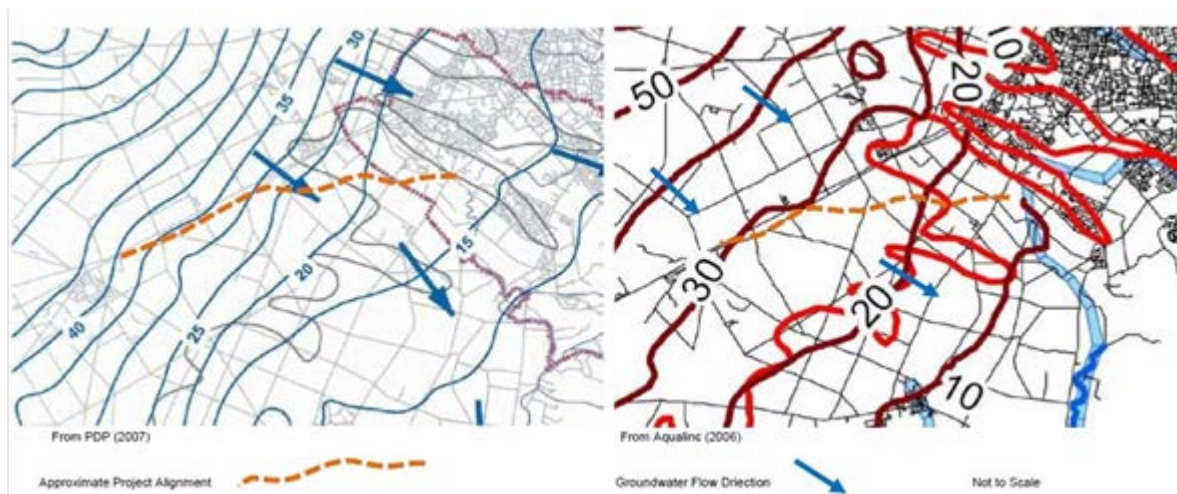 30
35
15
20
25
40
50
10
20
30
20
10
From PDP (2007)
From Aqualinc (2006)
Approximate Project Alignment
Groundwater Flow Driection
Not to Scale